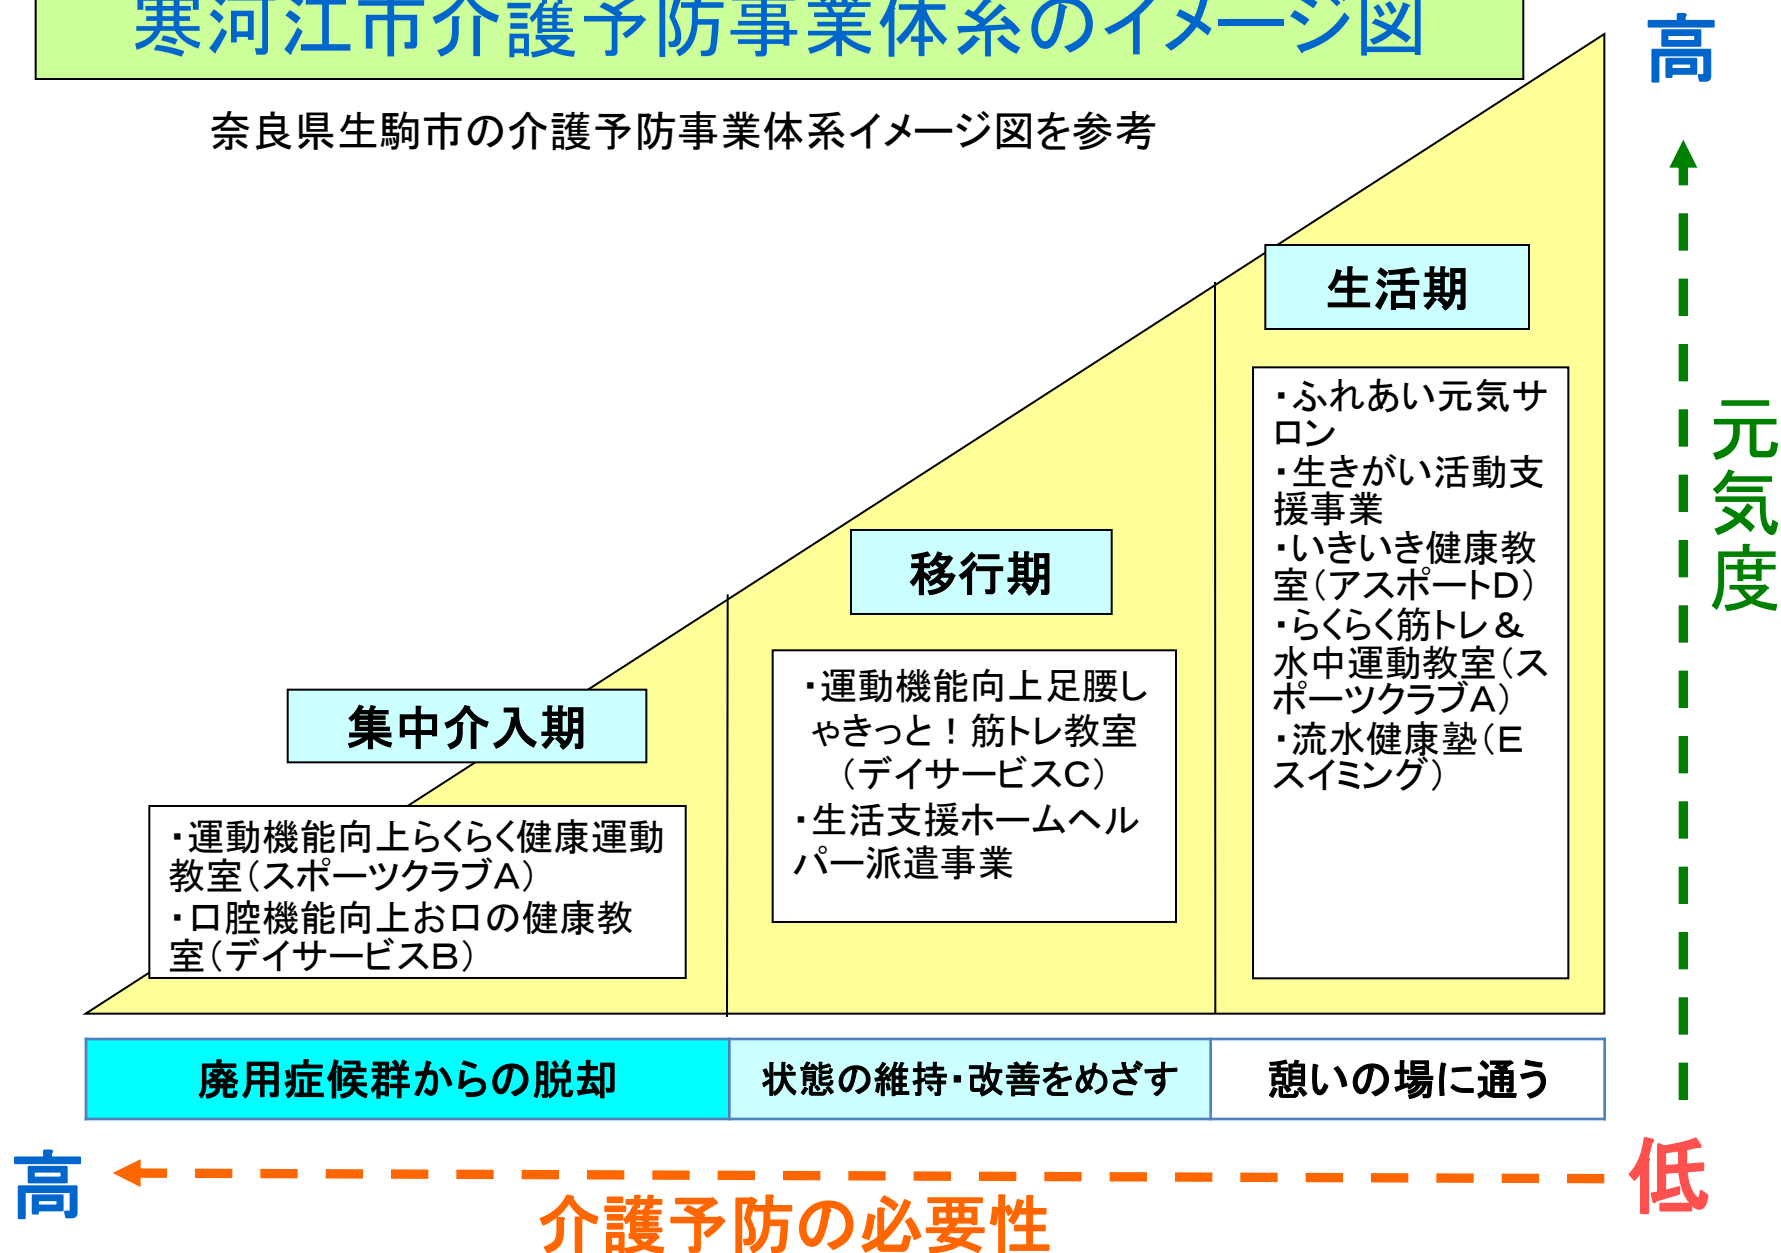 寒河江市介護予防事業体系のイメージ図
高
奈良県生駒市の介護予防事業体系イメージ図を参考
生活期
・ふれあい元気サ
ロン
・生きがい活動支
援事業
・いきいき健康教
室（アスポートD）
・らくらく筋トレ＆
水中運動教室（ス
ポーツクラブA）
・流水健康塾（E
スイミング）
元気度
移行期
・運動機能向上足腰し
ゃきっと！筋トレ教室
（デイサービスC）
・生活支援ホームヘル
パー派遣事業
集中介入期
・運動機能向上らくらく健康運動
教室（スポーツクラブA）
・口腔機能向上お口の健康教
室（デイサービスB）
廃用症候群からの脱却
状態の維持・改善をめざす
憩いの場に通う
高
低
介護予防の必要性